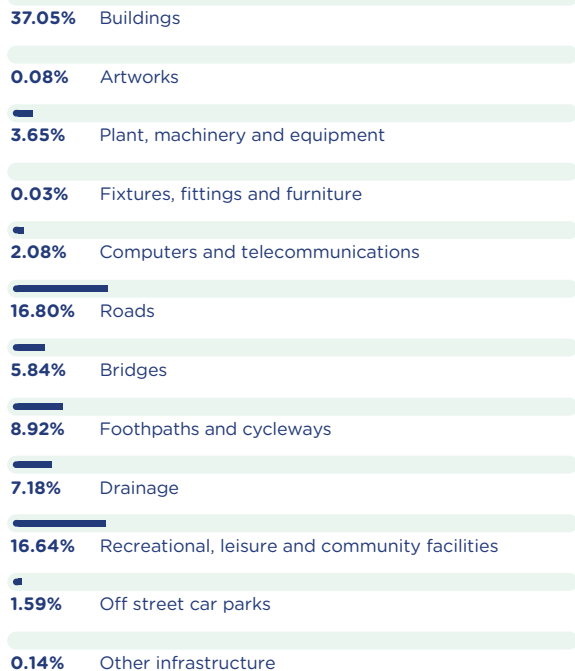 37.05% Buildings
0.08% Artworks
3.65% Plant, machinery and equipment
0.03% Fixtures, fittings and furniture
2.08% Computers and telecommunications
16.80% Roads
5.84% Bridges
8.92% Footpaths and cycleways
7.18% Drainage
16.64% Recreational, leisure and community facilities
1.59% Off street car parks
0.14% Other infrastructure